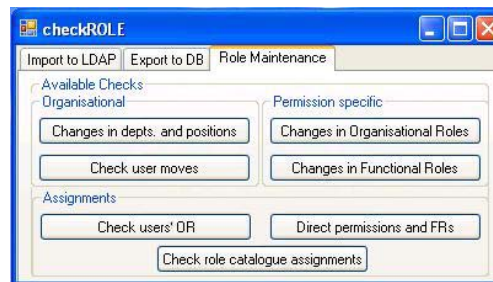 checkROLE
Import to LDAP Export to DB Role Maintenance
Available Checks
Organisational
Changes in depts. and positions
Check user moves
Permission specific
Changes in Organisational Roles
Changes in Functional Roles
Assignments
Check users' OR
Direct permissions and FRs
Check role catalogue assignments